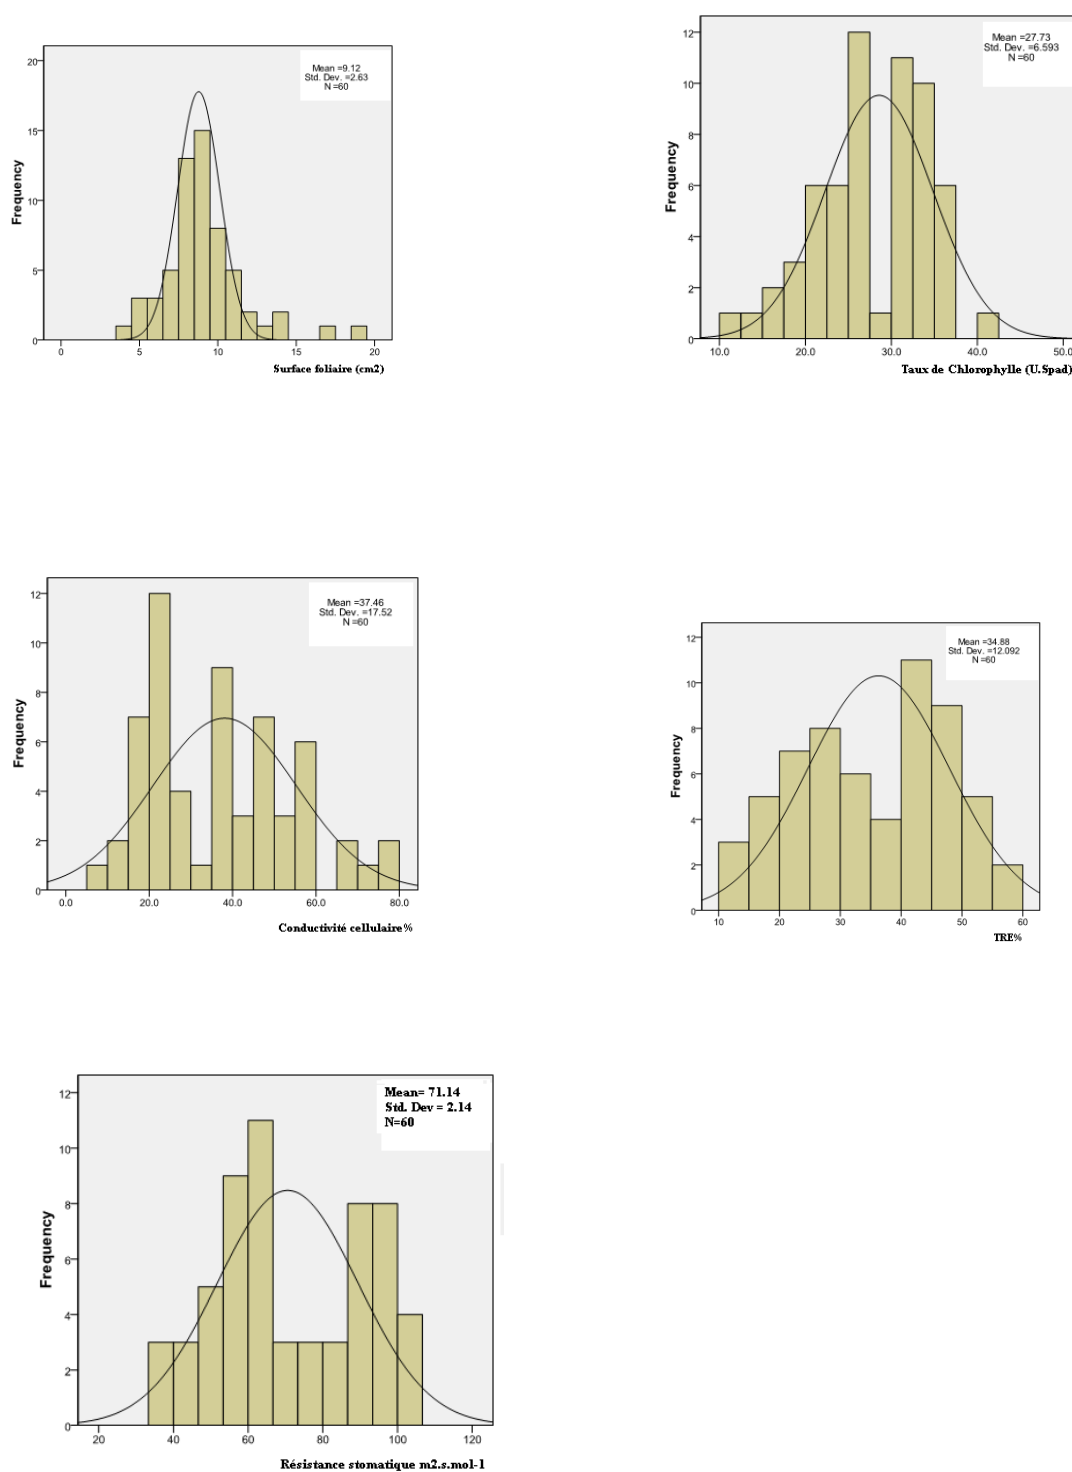 Mean =9.12
Std. Dev. =2.63
N =60
20
15
10
5
0
Frequency
0 5 10 15 20
Surface foliaire (cm2)
Mean =27.73
Std. Dev. =6.593
N =60
12
10
8
6
4
2
0
Frequency
10.0 20.0 30.0 40.0 50.0
Taux de Chlorophylle (U.Spad)
Mean =37.46
Std. Dev. =17.52
N =60
12
10
8
6
4
2
0
Frequency
0.0 20.0 40.0 60.0 80.0
Conductivité cellulaire%
Mean =34.88
Std. Dev. =12.092
N =60
12
10
8
6
4
2
0
Frequency
10 20 30 40 50 60
TRE%
Mean= 71.14
Std. Dev = 2.14
N=60
12
10
8
6
4
2
0
Frequency
20 40 60 80 100 120
Résistance stomatique m2.s.mol-1